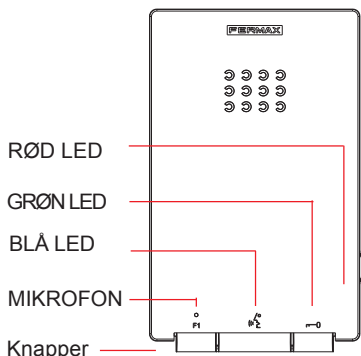 FERMAX
RØD LED
GRØN LED
BLÅ LED
MIKROFON
F1
Knapper